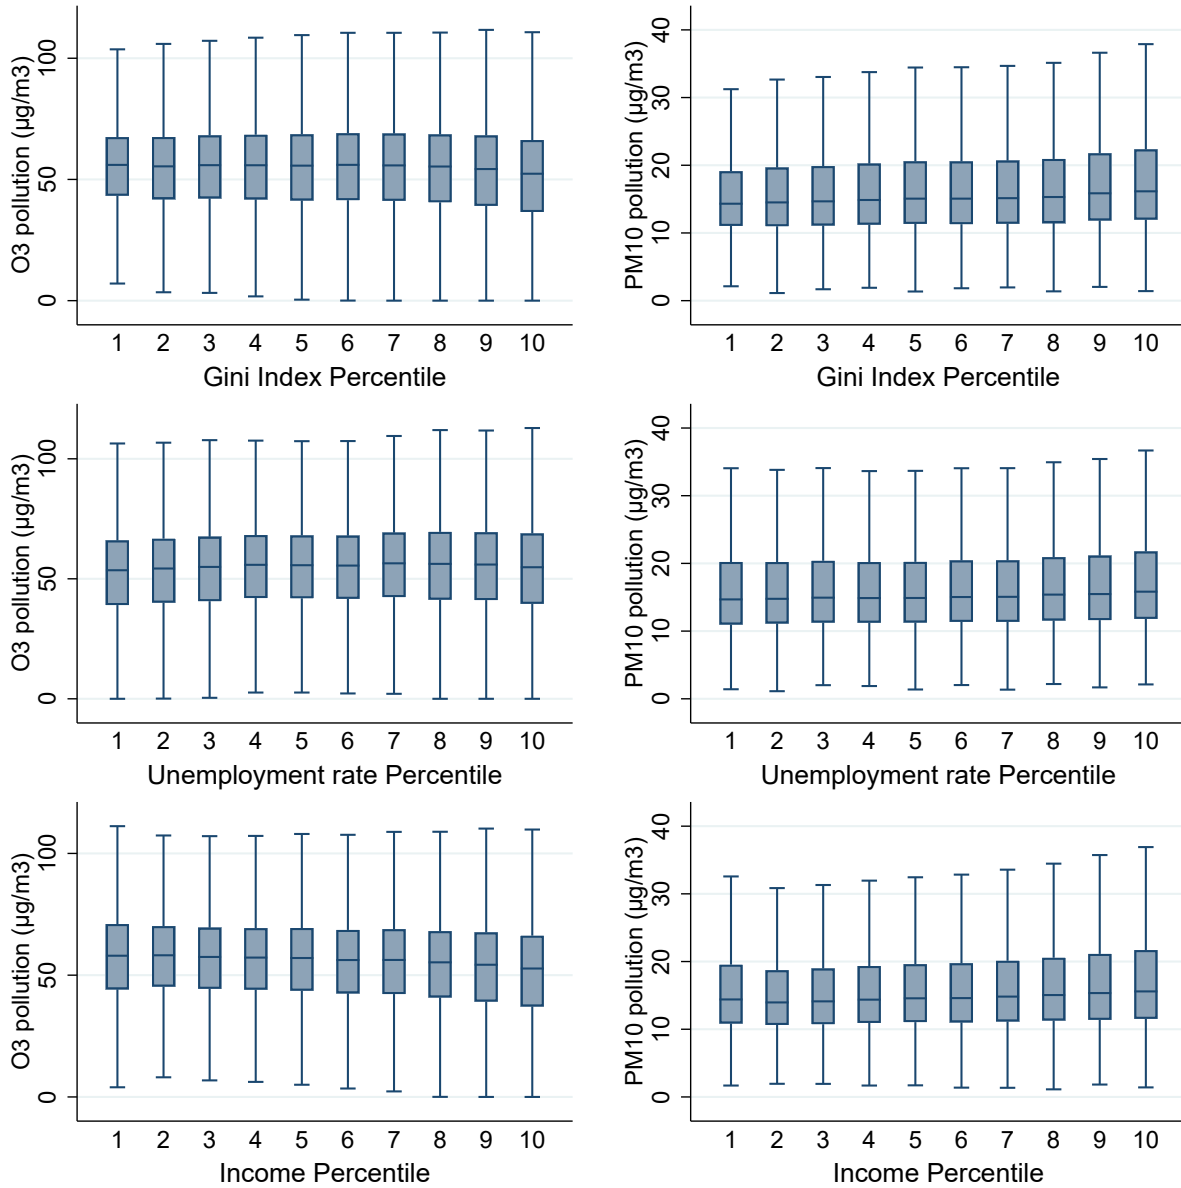 O3 pollution (µg/m3)
100
50
0
1 2 3 4 5 6 7 8 9 10
Gini Index Percentile
PM10 pollution (µg/m3)
40
30
20
10
0
1 2 3 4 5 6 7 8 9 10
Gini Index Percentile
O3 pollution (µg/m3)
100
50
0
1 2 3 4 5 6 7 8 9 10
Unemployment rate Percentile
PM10 pollution (µg/m3)
40
30
20
10
0
1 2 3 4 5 6 7 8 9 10
Unemployment rate Percentile
O3 pollution (µg/m3)
100
50
0
1 2 3 4 5 6 7 8 9 10
Income Percentile
PM10 pollution (µg/m3)
40
30
20
10
0
1 2 3 4 5 6 7 8 9 10
Income Percentile